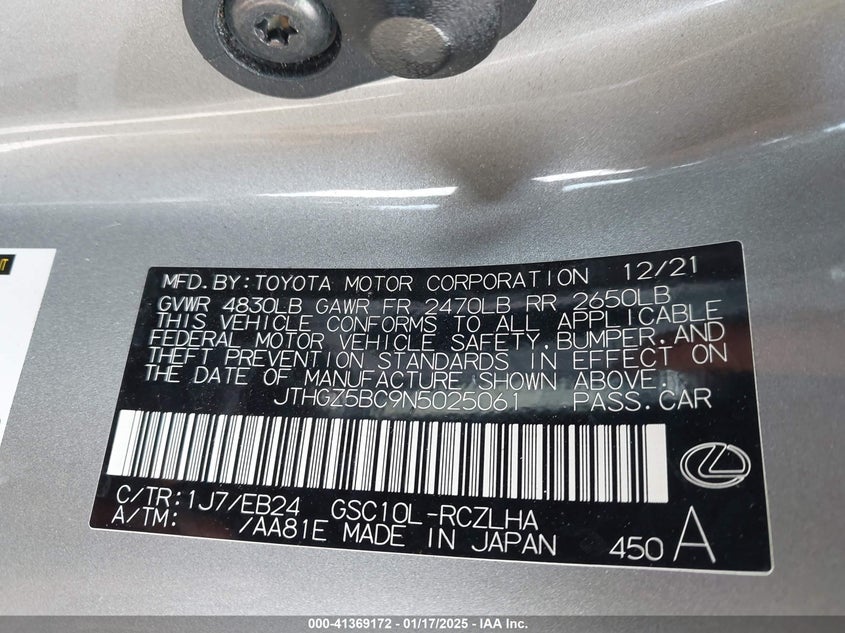 MFD.BY:TOYOTA MOTOR CORPORATION 12/21
GVWR 4830LB GAWR FR 2470LB RR 2650LB
THIS VEHICLE CONFORMS TO ALL APPLICABLE
FEDERAL MOTOR VEHICLE SAFETY,BUMPER,AND
THEFT PREVENTION STANDARDS IN EFFECT ON
THE DATE OF MANUFACTURE SHOWN ABOVE.
JTHGZ5BC9N5025061 PASS.CAR
C/TR:1J7/EB24 GSC10L-RCZLHA
A/TM: /AA81E MADE IN JAPAN 450 A
000-41369172 - 01/17/2025 - IAA Inc.